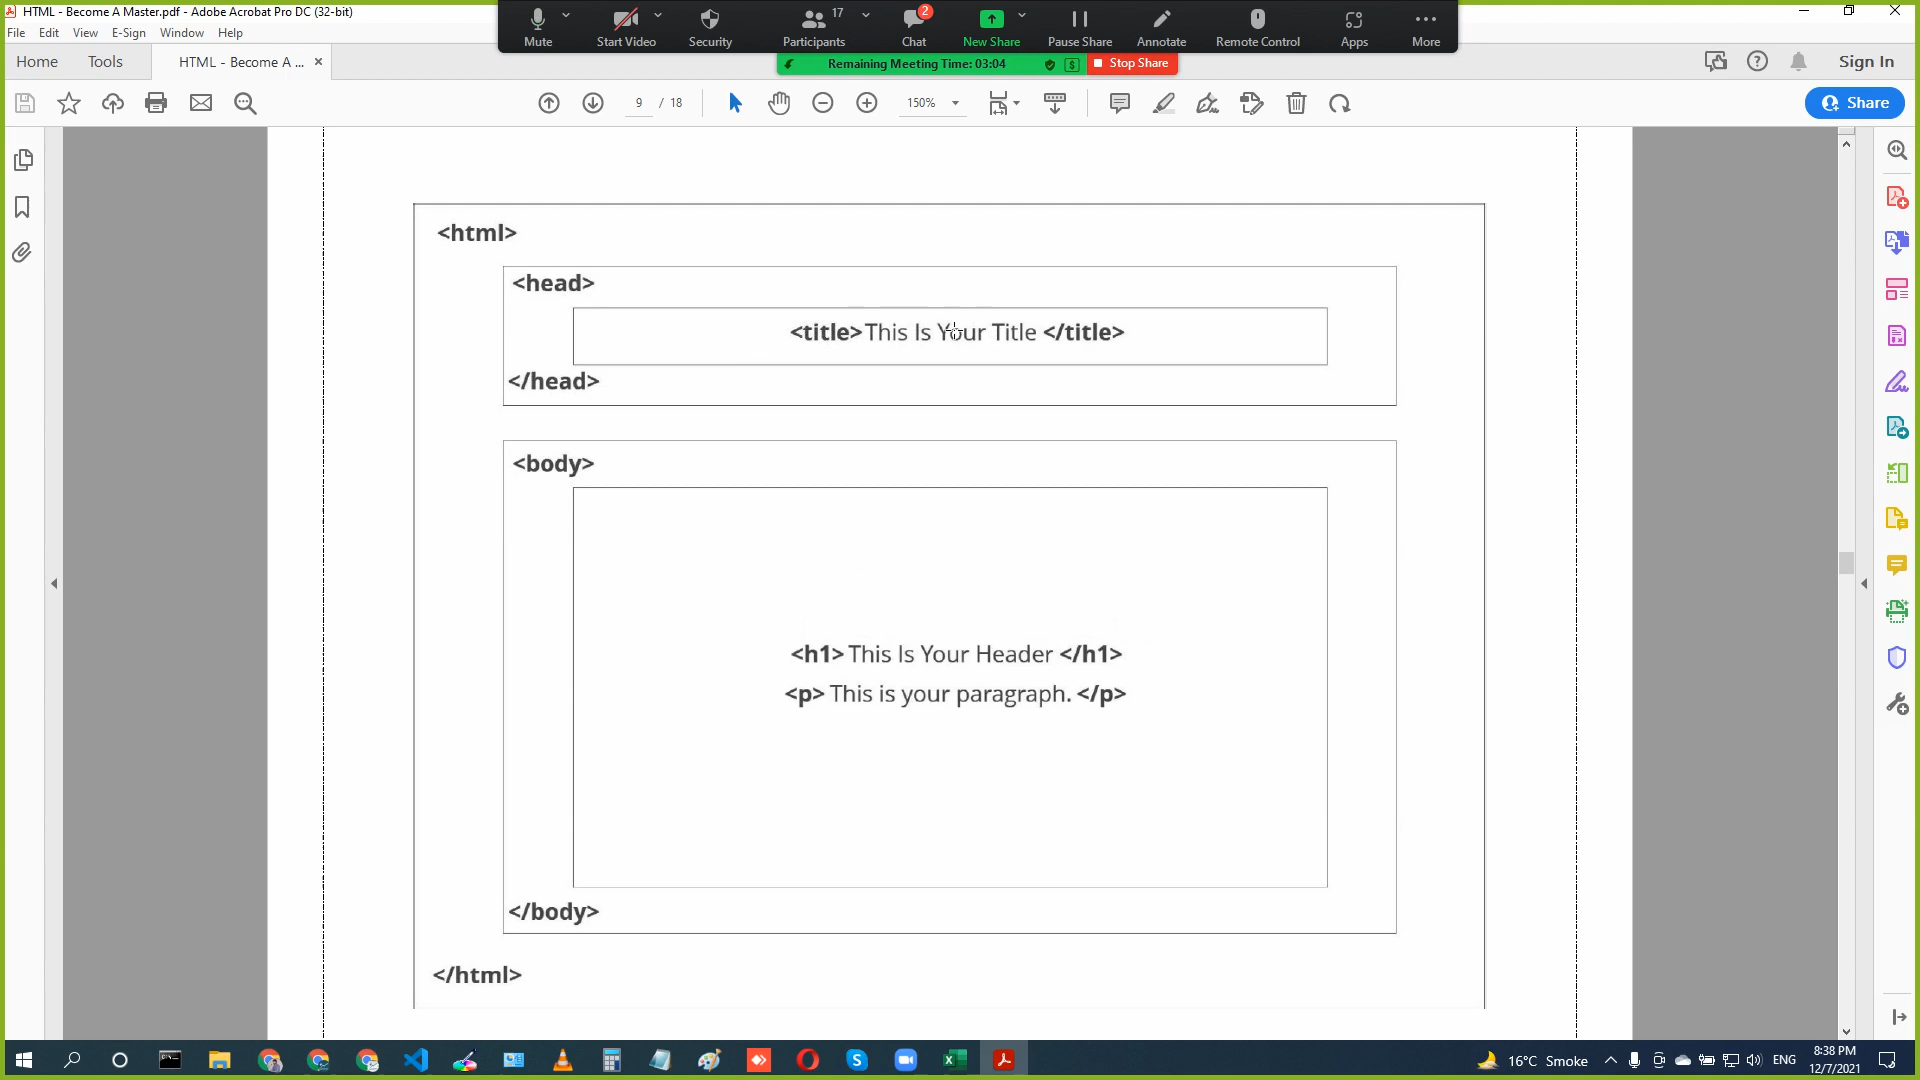 HTML - Become A Master.pdf - Adobe Acrobat Pro DC (32-bit)
File Edit View E-Sign Window Help
17
2
Mute Start Video Security Participants Chat New Share Pause Share Annotate Remote Control Apps More
Remaining Meeting Time: 03:04 Stop Share
Home Tools HTML - Become A ... × Sign In
9 / 18 150% Share
<html>
<head>
<title>This Is Your Title </title>
</head>
<body>
<h1>This Is Your Header </h1>
<p> This is your paragraph. </p>
</body>
</html>
16°C Smoke ENG 8:38 PM
12/7/2021